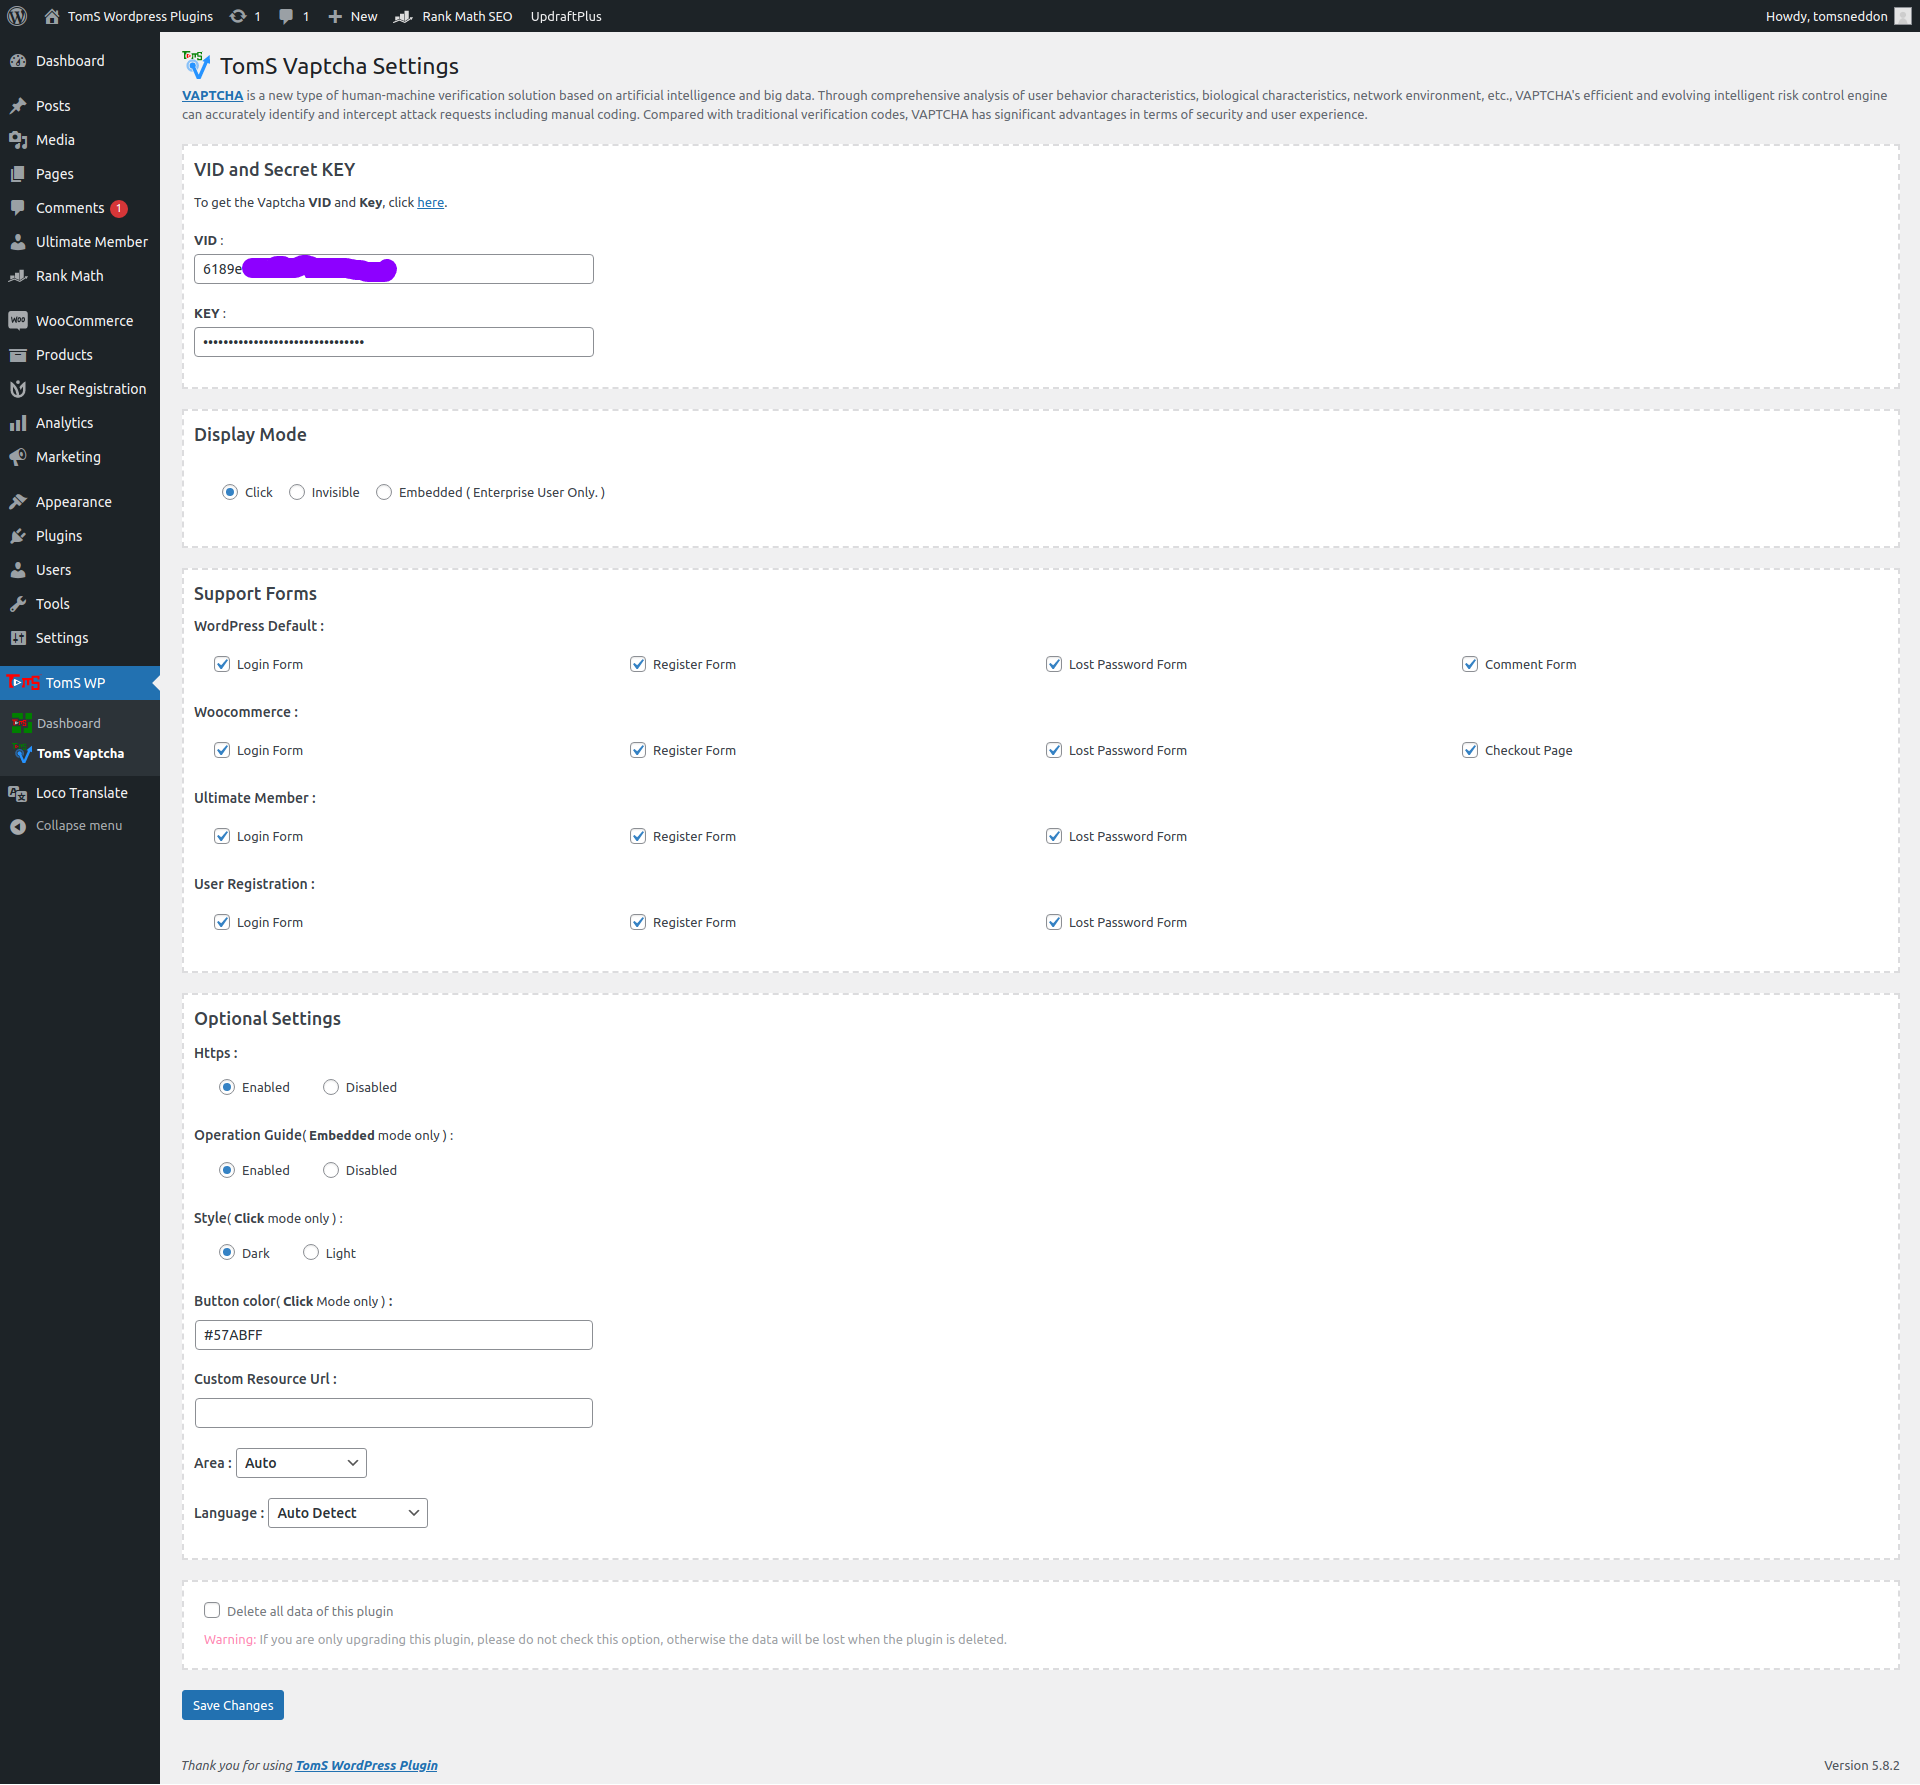 TomS Wordpress Plugins 1 1 New Rank Math SEO UpdraftPlus Howdy, tomsneddon
Dashboard
Posts
Media
Pages
Comments 1
Ultimate Member
Rank Math
WooCommerce
Products
User Registration
Analytics
Marketing
Appearance
Plugins
Users
Tools
Settings
TomS WP
Dashboard
TomS Vaptcha
Loco Translate
Collapse menu
TomS Vaptcha Settings
VAPTCHA is a new type of human-machine verification solution based on artificial intelligence and big data. Through comprehensive analysis of user behavior characteristics, biological characteristics, network environment, etc., VAPTCHA's efficient and evolving intelligent risk control engine
can accurately identify and intercept attack requests including manual coding. Compared with traditional verification codes, VAPTCHA has significant advantages in terms of security and user experience.
VID and Secret KEY
To get the Vaptcha VID and Key, click here.
VID :
6189e
KEY :
Display Mode
Click Invisible Embedded ( Enterprise User Only. )
Support Forms
WordPress Default :
Login Form Register Form Lost Password Form Comment Form
Woocommerce :
Login Form Register Form Lost Password Form Checkout Page
Ultimate Member :
Login Form Register Form Lost Password Form
User Registration :
Login Form Register Form Lost Password Form
Optional Settings
Https :
Enabled Disabled
Operation Guide( Embedded mode only ) :
Enabled Disabled
Style( Click mode only ) :
Dark Light
Button color( Click Mode only ) :
#57ABFF
Custom Resource Url :
Area : Auto
Language : Auto Detect
Delete all data of this plugin
Warning: If you are only upgrading this plugin, please do not check this option, otherwise the data will be lost when the plugin is deleted.
Save Changes
Thank you for using TomS WordPress Plugin Version 5.8.2